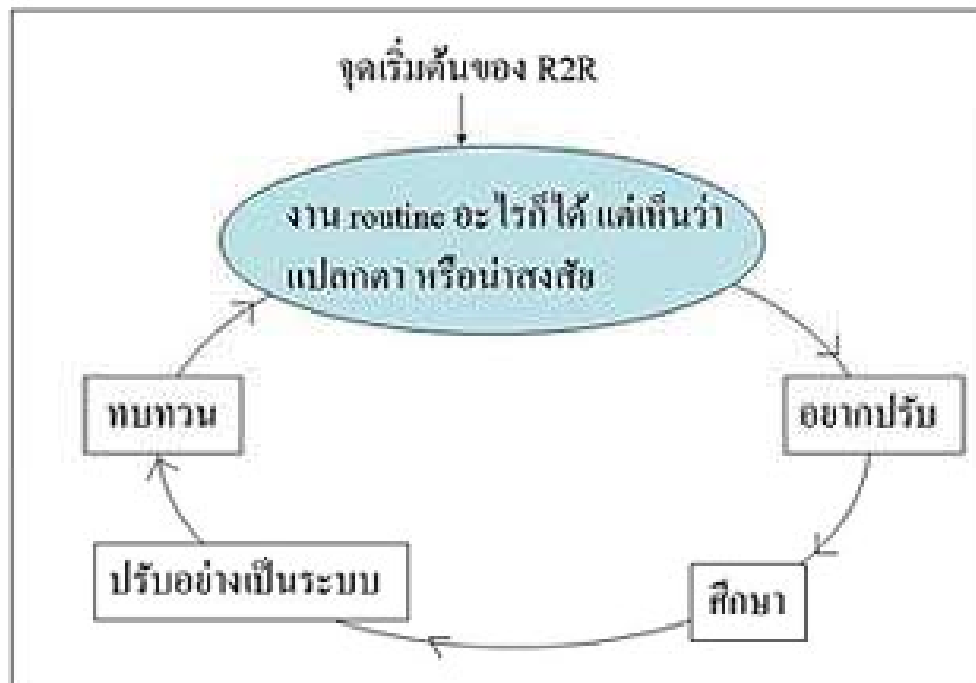 จุดเริ่มต้นของ R2R
งาน routine อะไรก็ได้ แต่เห็นว่า
แปลกตา หรือน่าสงสัย
ทบทวน
อยากปรับ
ปรับอย่างเป็นระบบ
ศึกษา